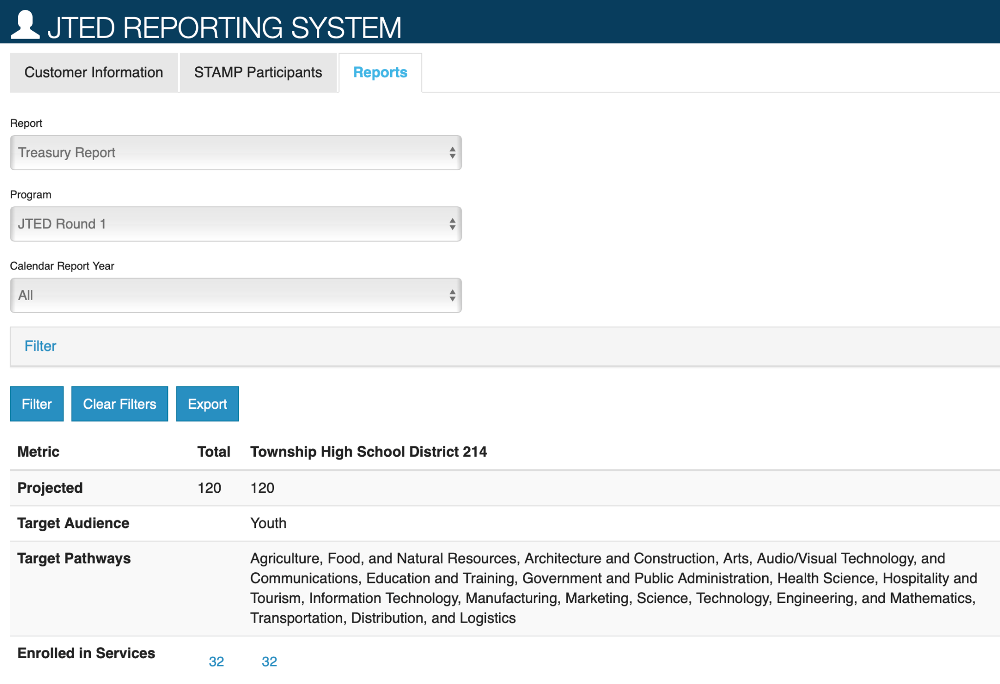 JTED REPORTING SYSTEM
Customer Information
STAMP Participants
Reports
Report
Treasury Report
Program
JTED Round 1
Calendar Report Year
All
Filter
Filter
Clear Filters
Export
Metric Total Township High School District 214
Projected 120 120
Target Audience Youth
Target Pathways Agriculture, Food, and Natural Resources, Architecture and Construction, Arts, Audio/Visual Technology, and
Communications, Education and Training, Government and Public Administration, Health Science, Hospitality and
Tourism, Information Technology, Manufacturing, Marketing, Science, Technology, Engineering, and Mathematics,
Transportation, Distribution, and Logistics
Enrolled in Services 32 32